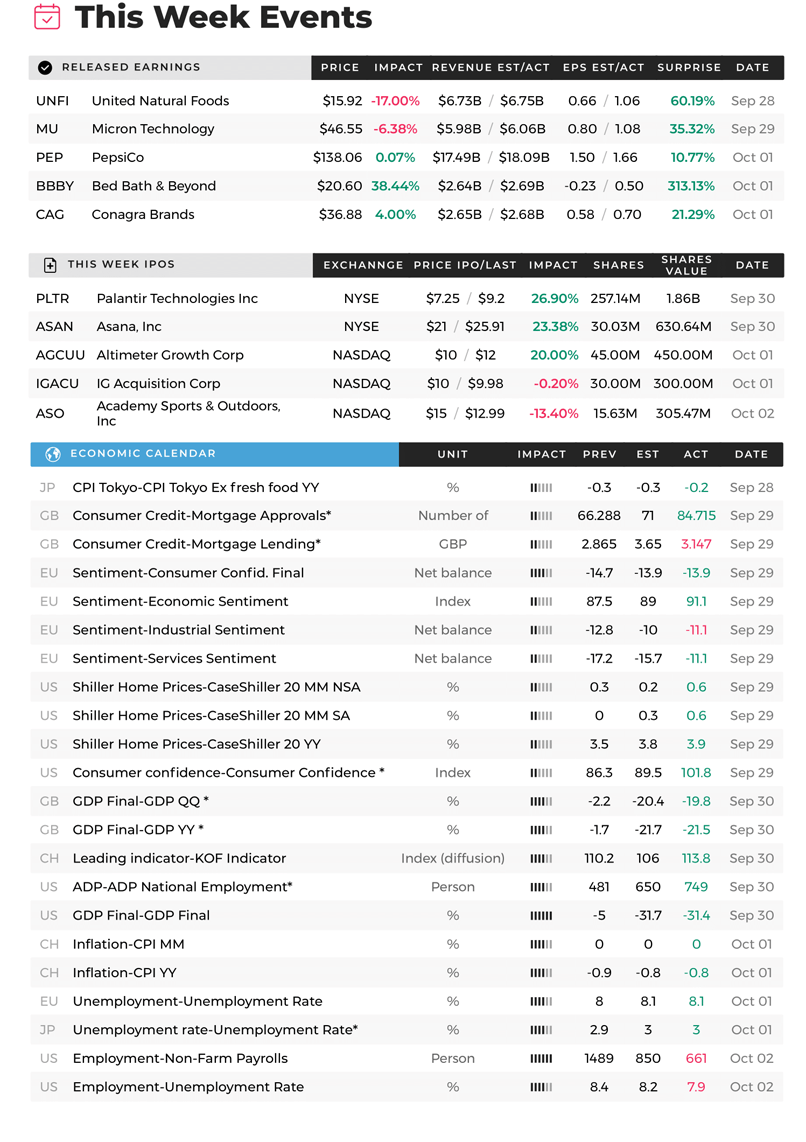 This Week Events
RELEASED EARNINGS PRICE IMPACT REVENUE EST/ACT EPS EST/ACT SURPRISE DATE
UNFI United Natural Foods $15.92 -17.00% $6.73B / $6.75B 0.66 / 1.06 60.19% Sep 28
MU Micron Technology $46.55 -6.38% $5.98B / $6.06B 0.80 / 1.08 35.32% Sep 29
PEP PepsiCo $138.06 0.07% $17.49B / $18.09B 1.50 / 1.66 10.77% Oct 01
BBBY Bed Bath & Beyond $20.60 38.44% $2.64B / $2.69B -0.23 / 0.50 313.13% Oct 01
CAG Conagra Brands $36.88 4.00% $2.65B / $2.68B 0.58 / 0.70 21.29% Oct 01
THIS WEEK IPOS EXCHANNGE PRICE IPO/LAST IMPACT SHARES SHARES VALUE DATE
PLTR Palantir Technologies Inc NYSE $7.25 / $9.2 26.90% 257.14M 1.86B Sep 30
ASAN Asana, Inc NYSE $21 / $25.91 23.38% 30.03M 630.64M Sep 30
AGCUU Altimeter Growth Corp NASDAQ $10 / $12 20.00% 45.00M 450.00M Oct 01
IGACU IG Acquisition Corp NASDAQ $10 / $9.98 -0.20% 30.00M 300.00M Oct 01
ASO Academy Sports & Outdoors, Inc NASDAQ $15 / $12.99 -13.40% 15.63M 305.47M Oct 02
ECONOMIC CALENDAR UNIT IMPACT PREV EST ACT DATE
JP CPI Tokyo-CPI Tokyo Ex fresh food YY % -0.3 -0.3 -0.2 Sep 28
GB Consumer Credit-Mortgage Approvals* Number of 66.288 71 84.715 Sep 29
GB Consumer Credit-Mortgage Lending* GBP 2.865 3.65 3.147 Sep 29
EU Sentiment-Consumer Confid. Final Net balance -14.7 -13.9 -13.9 Sep 29
EU Sentiment-Economic Sentiment Index 87.5 89 91.1 Sep 29
EU Sentiment-Industrial Sentiment Net balance -12.8 -10 -11.1 Sep 29
EU Sentiment-Services Sentiment Net balance -17.2 -15.7 -11.1 Sep 29
US Shiller Home Prices-CaseShiller 20 MM NSA % 0.3 0.2 0.6 Sep 29
US Shiller Home Prices-CaseShiller 20 MM SA % 0 0.3 0.6 Sep 29
US Shiller Home Prices-CaseShiller 20 YY % 3.5 3.8 3.9 Sep 29
US Consumer confidence-Consumer Confidence * Index 86.3 89.5 101.8 Sep 29
GB GDP Final-GDP QQ * % -2.2 -20.4 -19.8 Sep 30
GB GDP Final-GDP YY * % -1.7 -21.7 -21.5 Sep 30
CH Leading indicator-KOF Indicator Index (diffusion) 110.2 106 113.8 Sep 30
US ADP-ADP National Employment* Person 481 650 749 Sep 30
US GDP Final-GDP Final % -5 -31.7 -31.4 Sep 30
CH Inflation-CPI MM % 0 0 0 Oct 01
CH Inflation-CPI YY % -0.9 -0.8 -0.8 Oct 01
EU Unemployment-Unemployment Rate % 8 8.1 8.1 Oct 01
JP Unemployment rate-Unemployment Rate* % 2.9 3 3 Oct 01
US Employment-Non-Farm Payrolls Person 1489 850 661 Oct 02
US Employment-Unemployment Rate % 8.4 8.2 7.9 Oct 02